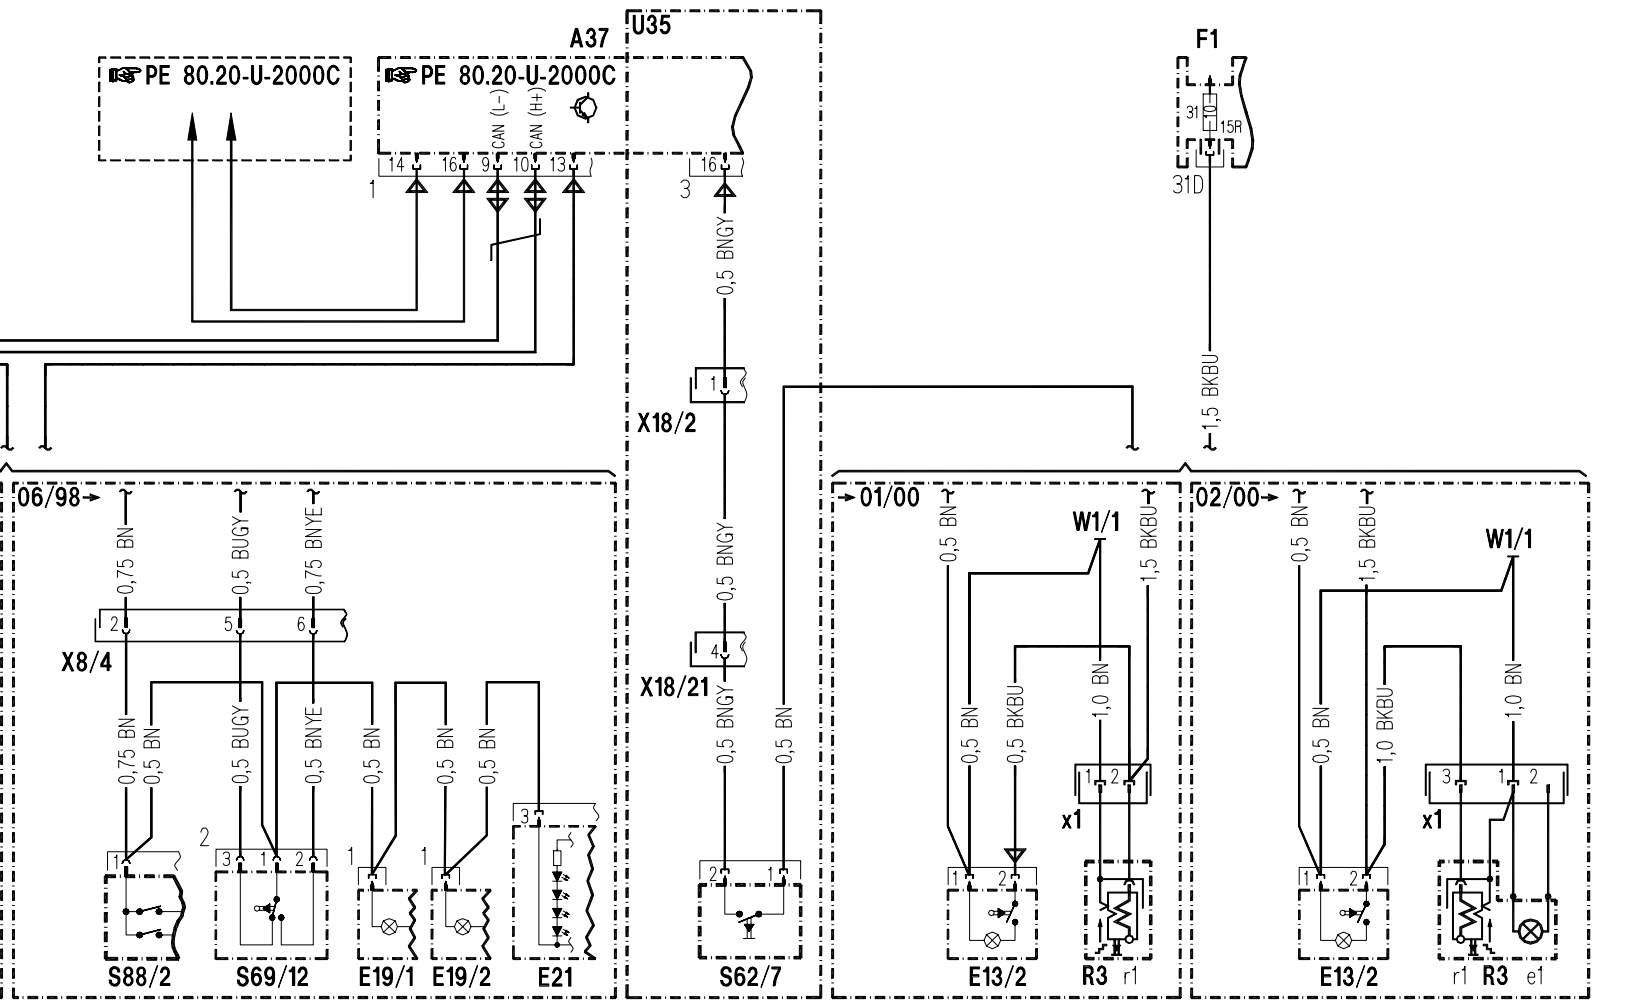 U35
A37
F1
PE 80.20-U-2000C
PE 80.20-U-2000C
CAN (L-)
CAN (H+)
31
10
15R
14
16
9
10
13
16
1
3
31D
0,5 BNGY
1,5 BKBU
1
X18/2
06/98
01/00
02/00
0,75 BN
0,5 BUGY
0,75 BNYE
0,5 BNGY
0,5 BN
W1/1
1,5 BKBU
0,5 BN
1,5 BKBU
W1/1
2
5
6
X8/4
4
X18/21
0,75 BN
0,5 BN
0,5 BUGY
0,5 BNYE
0,5 BN
0,5 BN
0,5 BN
0,5 BNGY
0,5 BN
0,5 BN
0,5 BKBU
1,0 BN
0,5 BN
1,0 BKBU
1,0 BN
1
2
x1
3
1
2
x1
2
1
3
1
2
1
1
3
2
1
1
2
1
2
S88/2
S69/12
E19/1
E19/2
E21
S62/7
E13/2
R3
r1
E13/2
r1
R3
e1